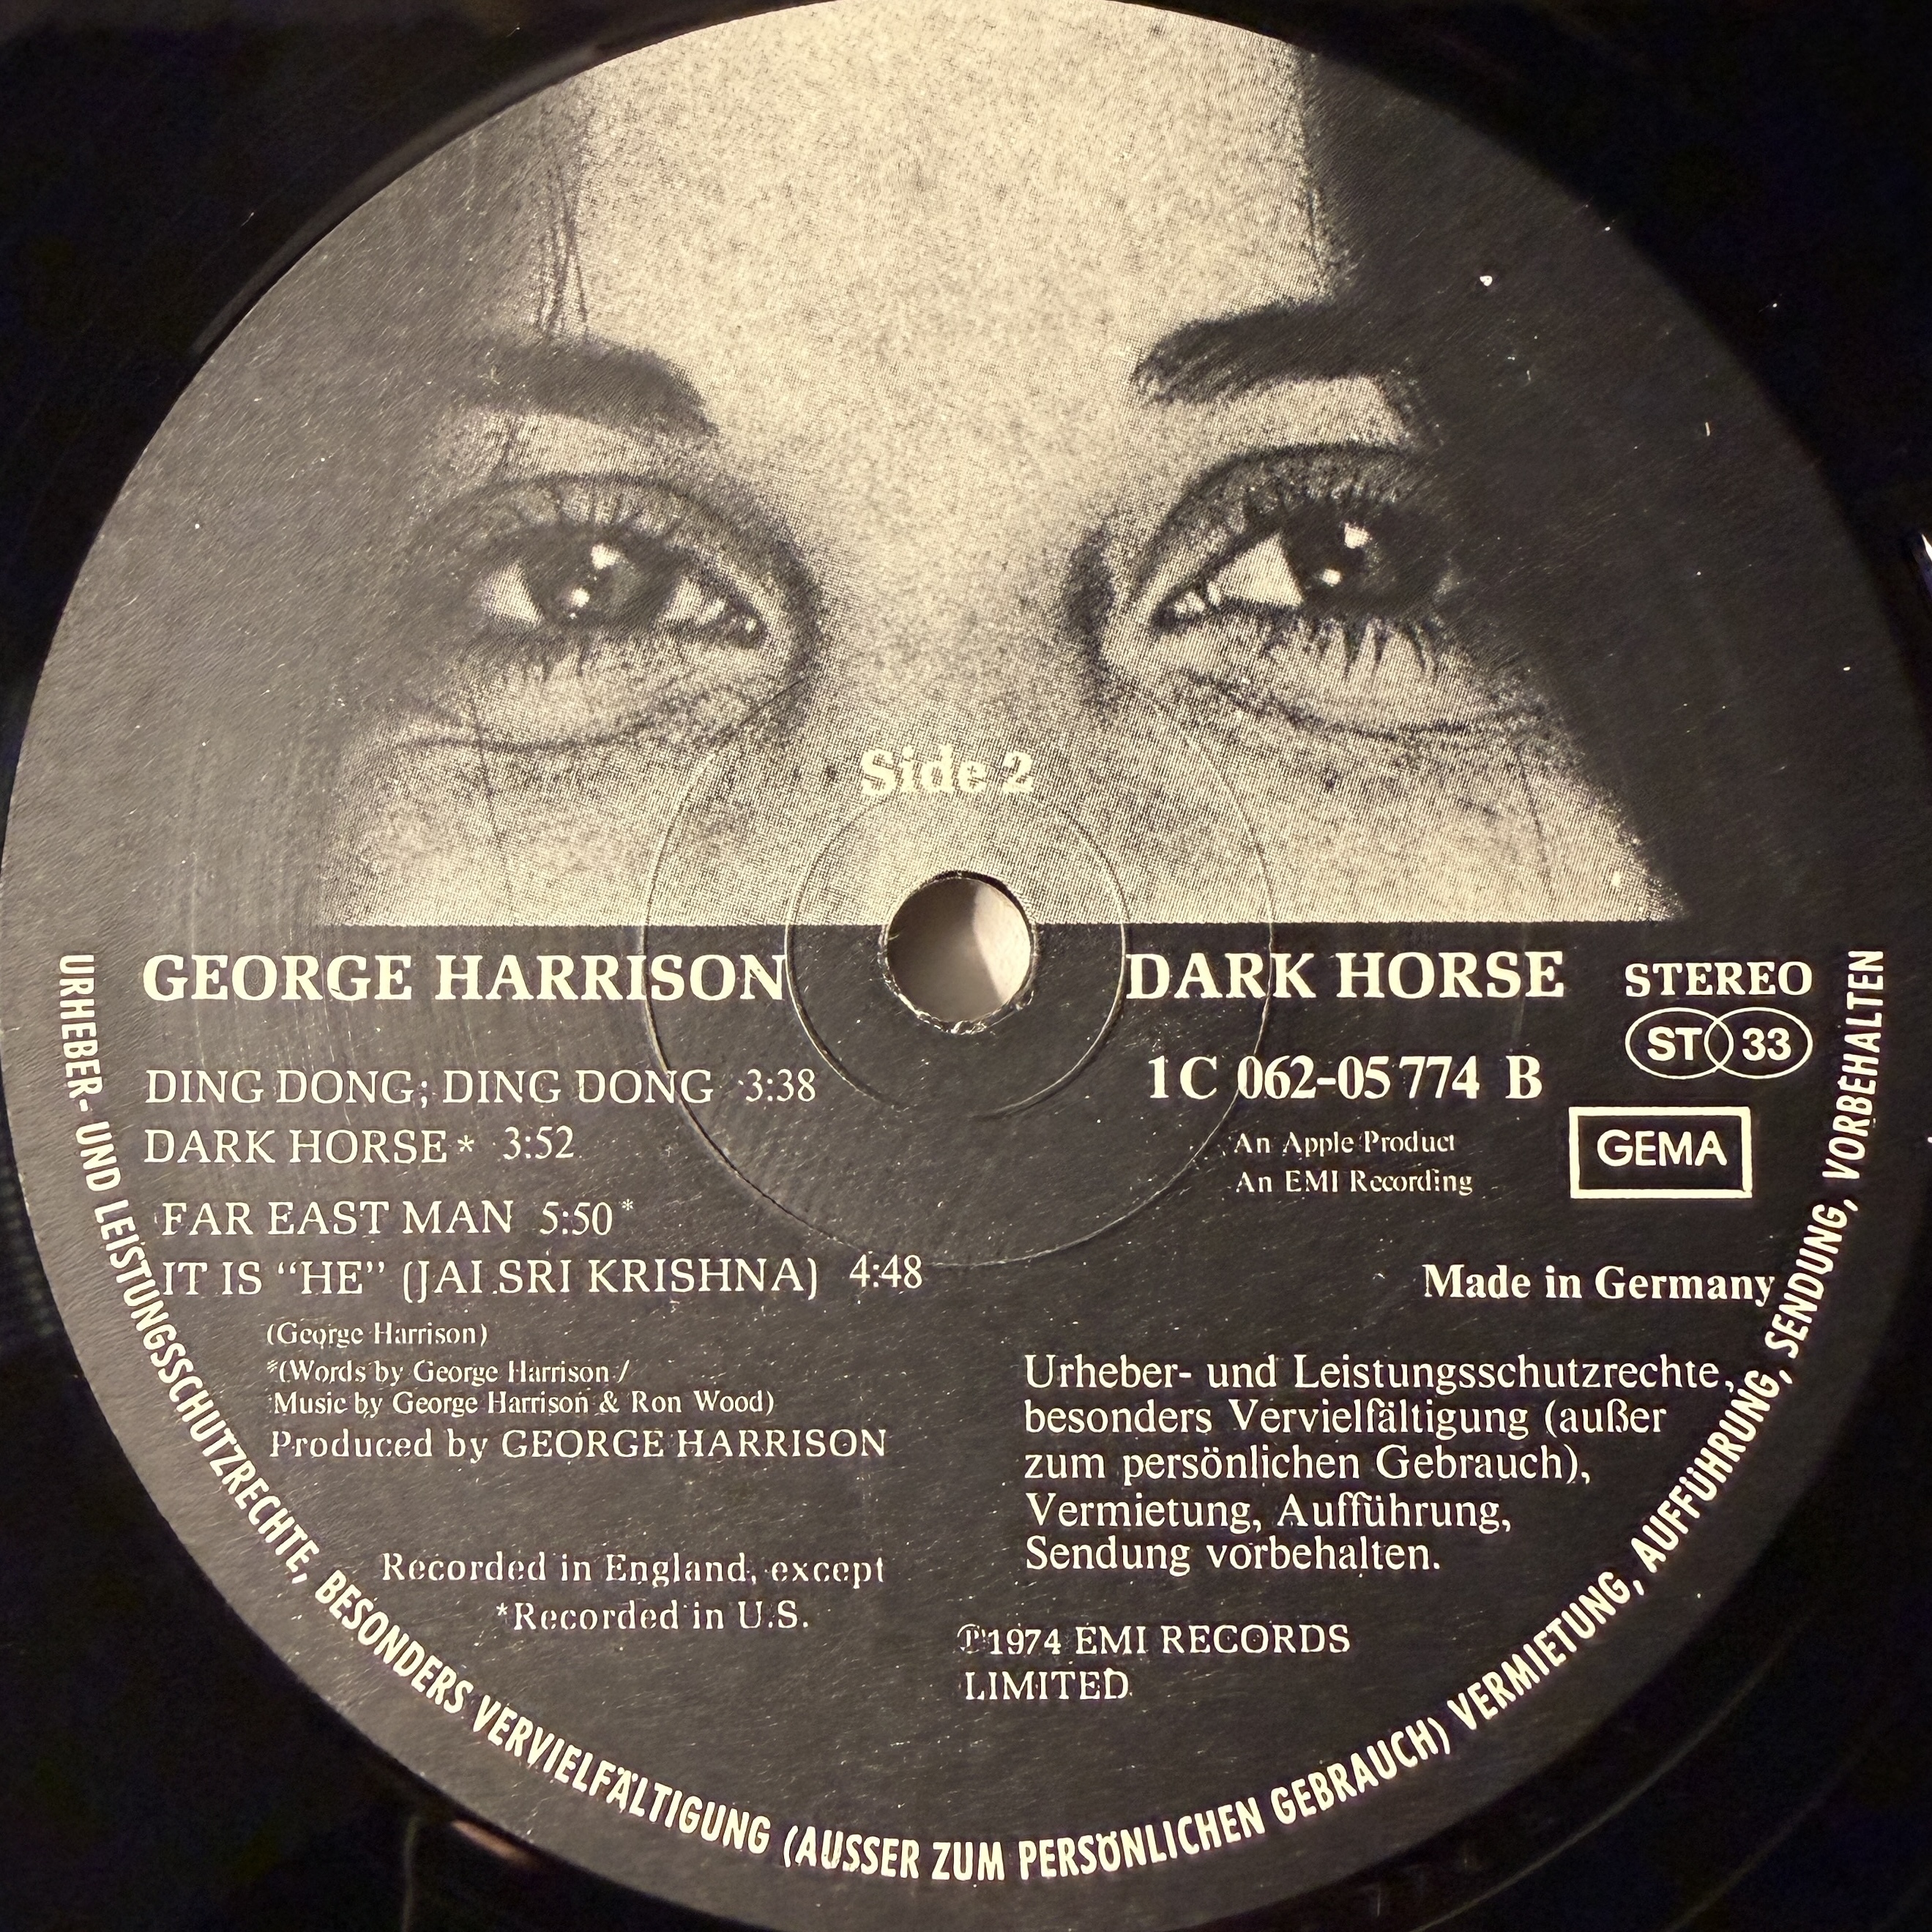 Side 2
GEORGE HARRISON
DARK HORSE
STEREO
ST 33
DING DONG; DING DONG 3:38
DARK HORSE* 3:52
FAR EAST MAN 5:50*
IT IS “HE” (JAI SRI KRISHNA) 4:48
(George Harrison)
*(Words by George Harrison /
Music by George Harrison & Ron Wood)
Produced by GEORGE HARRISON
Recorded in England, except
*Recorded in U.S.
1C 062-05 774 B
An Apple Product
An EMI Recording
GEMA
Made in Germany
Urheber- und Leistungsschutzrechte,
besonders Vervielfältigung (außer
zum persönlichen Gebrauch),
Vermietung, Aufführung,
Sendung vorbehalten.
℗1974 EMI RECORDS
LIMITED
URHEBER- UND LEISTUNGSSCHUTZRECHTE, BESONDERS VERVIELFÄLTIGUNG (AUSSER ZUM PERSÖNLICHEN GEBRAUCH) VERMIETUNG, AUFFÜHRUNG, SENDUNG, VORBEHALTEN